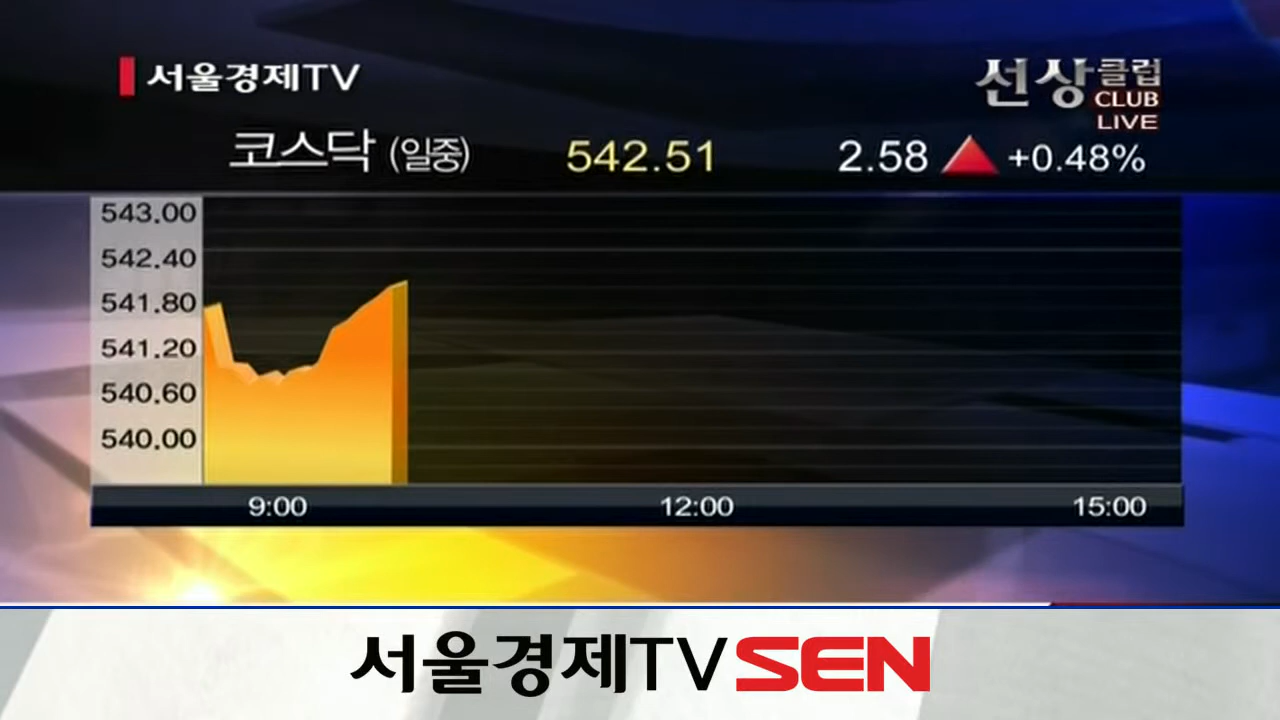 서울경제TV
선상클럽
CLUB
LIVE
코스닥 (일중) 542.51 2.58 ▲ +0.48%
543.00
542.40
541.80
541.20
540.60
540.00
9:00 12:00 15:00
서울경제TV SEN